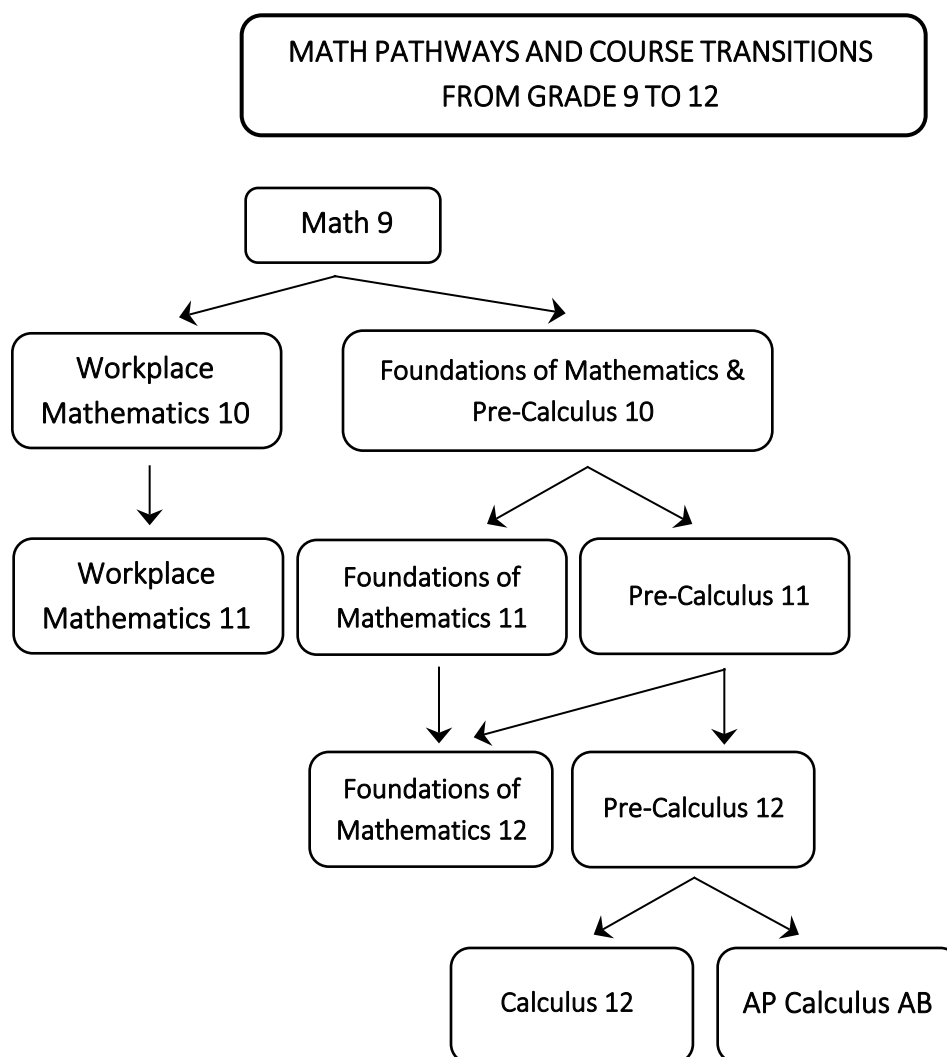 MATH PATHWAYS AND COURSE TRANSITIONS
FROM GRADE 9 TO 12
Math 9
Workplace
Mathematics 10
Foundations of Mathematics &
Pre-Calculus 10
Workplace
Mathematics 11
Foundations of
Mathematics 11
Pre-Calculus 11
Foundations of
Mathematics 12
Pre-Calculus 12
Calculus 12
AP Calculus AB